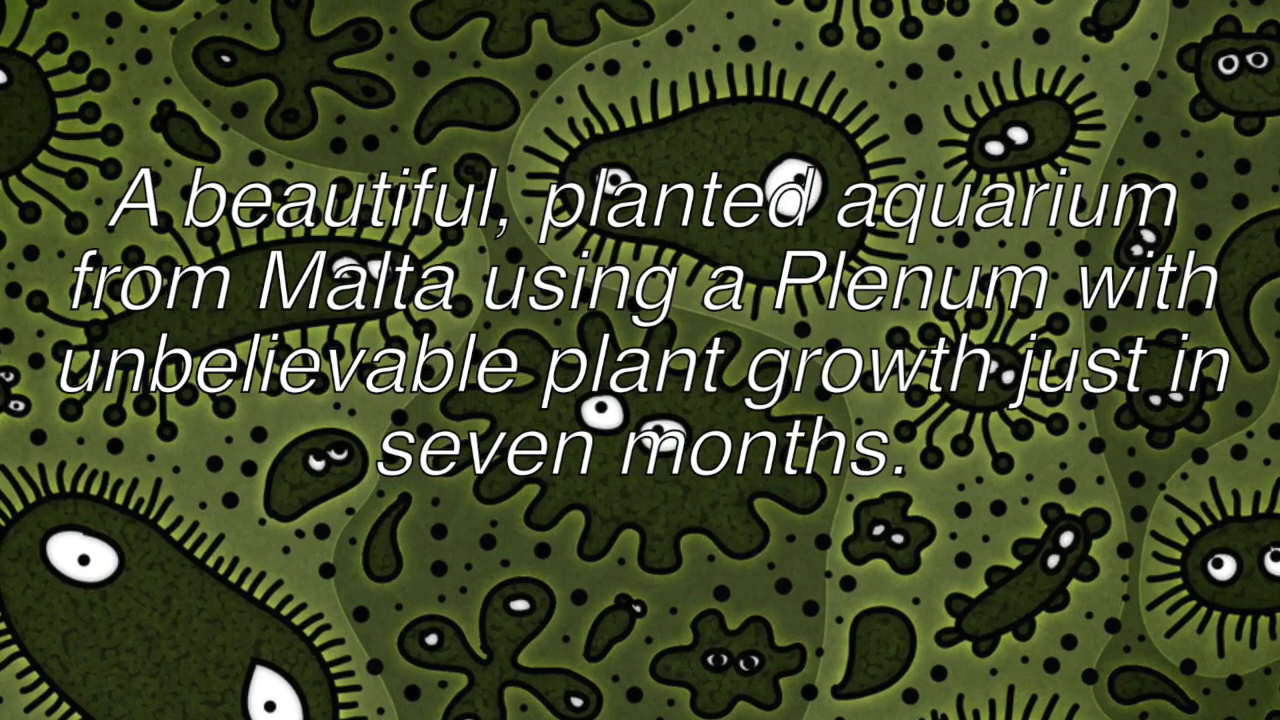 A beautiful, planted aquarium
from Malta using a Plenum with
unbelievable plant growth just in
seven months.